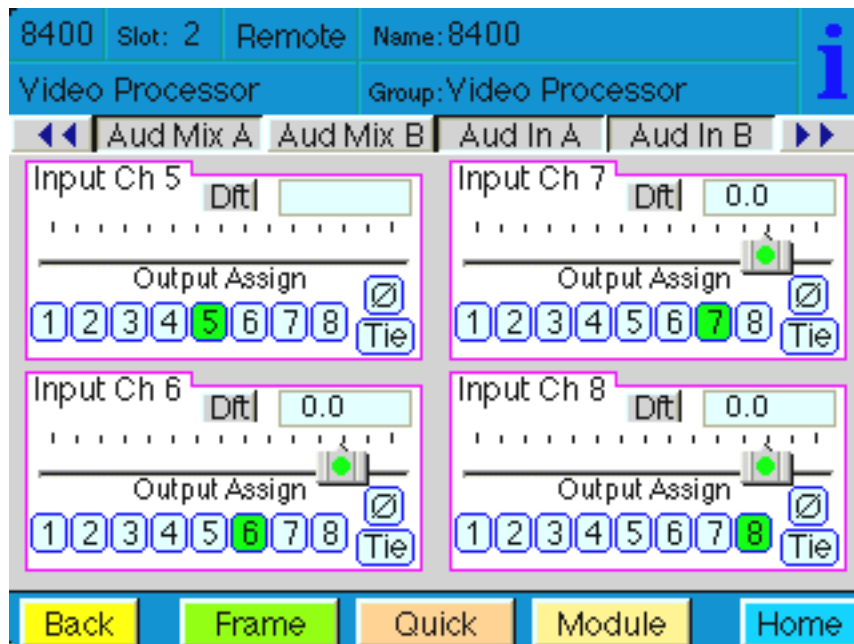 8400 Slot: 2 Remote Name: 8400 i
Video Processor Group: Video Processor
Aud Mix A Aud Mix B Aud In A Aud In B
Input Ch 5 Dft
Output Assign
Ø
1 2 3 4 5 6 7 8 Tie
Input Ch 7 Dft 0.0
Output Assign
Ø
1 2 3 4 5 6 7 8 Tie
Input Ch 6 Dft 0.0
Output Assign
Ø
1 2 3 4 5 6 7 8 Tie
Input Ch 8 Dft 0.0
Output Assign
Ø
1 2 3 4 5 6 7 8 Tie
Back Frame Quick Module Home